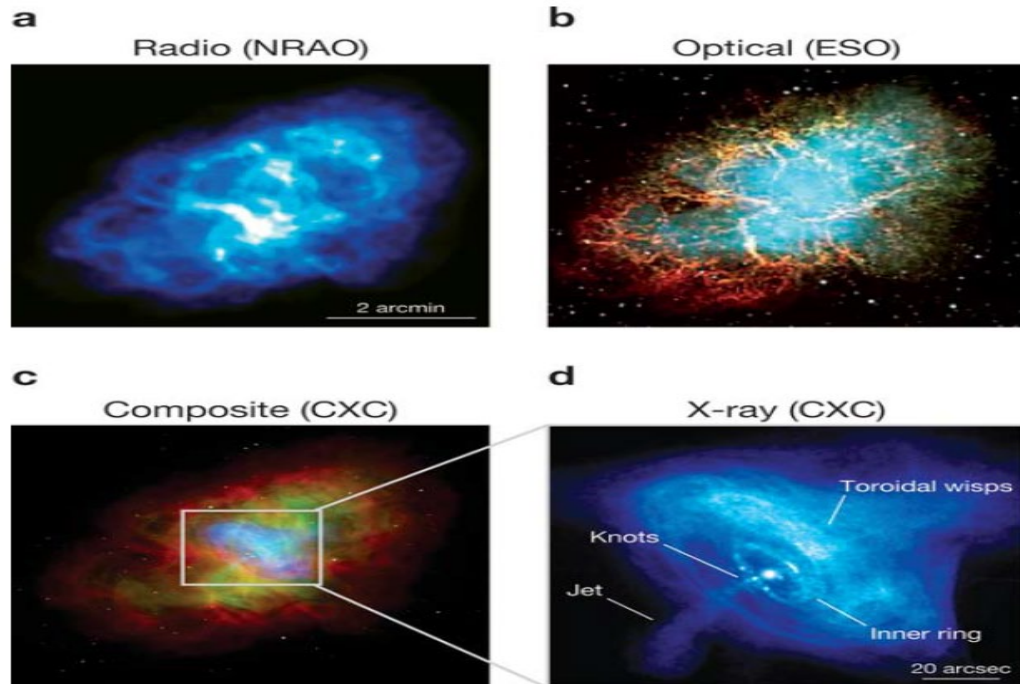 a
Radio (NRAO)
2 arcmin
b
Optical (ESO)
c
Composite (CXC)
d
X-ray (CXC)
Toroidal wisps
Knots
Jet
Inner ring
20 arcsec